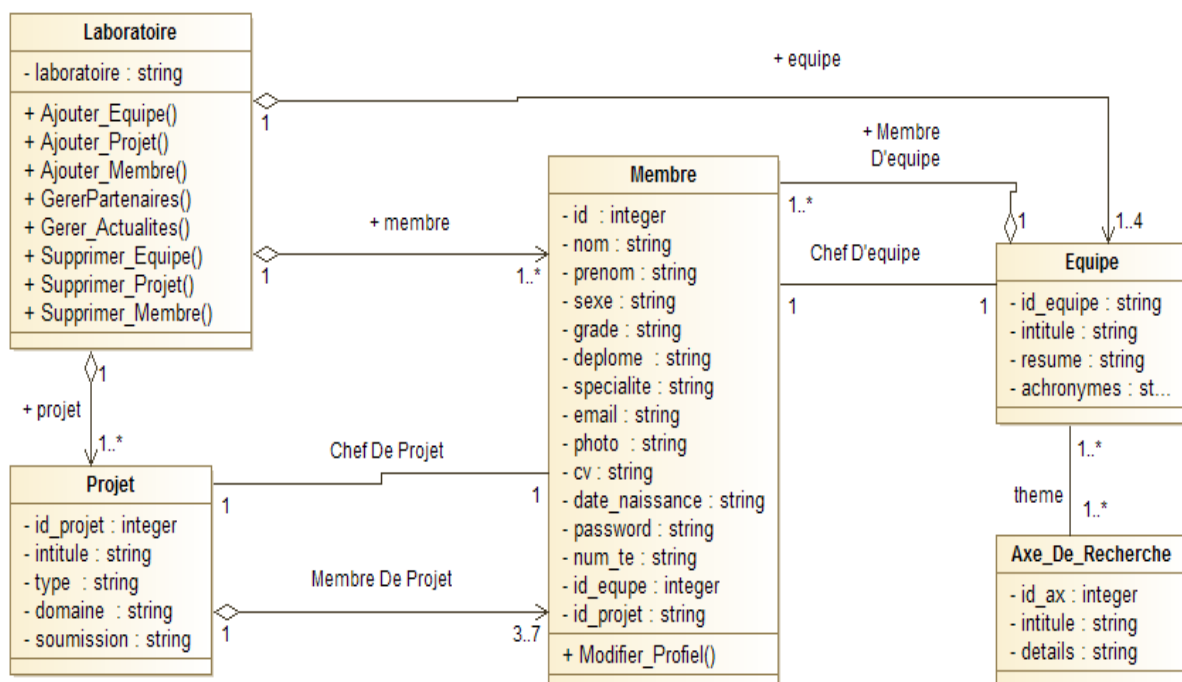 Laboratoire
- laboratoire : string
+ Ajouter_Equipe()
+ Ajouter_Projet()
+ Ajouter_Membre()
+ GererPartenaires()
+ Gerer_Actualites()
+ Supprimer_Equipe()
+ Supprimer_Projet()
+ Supprimer_Membre()
1
+ equipe
1..4
1
+ membre
1..*
1
+ projet
1..*
+ Membre
D'equipe
1..*
1
Chef D'equipe
1
1
Membre
- id : integer
- nom : string
- prenom : string
- sexe : string
- grade : string
- deplome : string
- specialite : string
- email : string
- photo : string
- cv : string
- date_naissance : string
- password : string
- num_te : string
- id_equpe : integer
- id_projet : string
+ Modifier_Profiel()
Equipe
- id_equipe : string
- intitule : string
- resume : string
- achronymes : st...
1..*
theme
1..*
Projet
- id_projet : integer
- intitule : string
- type : string
- domaine : string
- soumission : string
Chef De Projet
1
1
Membre De Projet
1
3..7
Axe_De_Recherche
- id_ax : integer
- intitule : string
- details : string